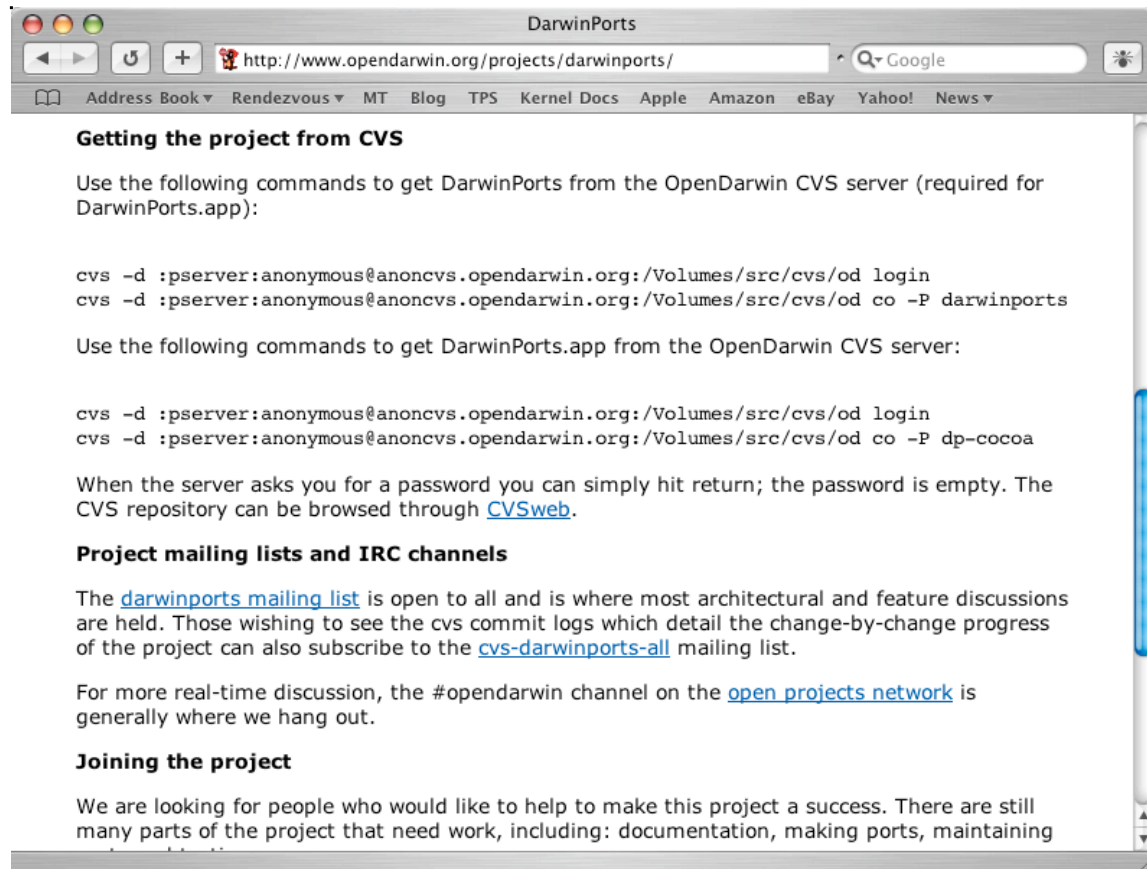 DarwinPorts
http://www.opendarwin.org/projects/darwinports/
Google
Address Book Rendezvous MT Blog TPS Kernel Docs Apple Amazon eBay Yahoo! News
Getting the project from CVS
Use the following commands to get DarwinPorts from the OpenDarwin CVS server (required for
DarwinPorts.app):
cvs -d :pserver:anonymous@anoncvs.opendarwin.org:/Volumes/src/cvs/od login
cvs -d :pserver:anonymous@anoncvs.opendarwin.org:/Volumes/src/cvs/od co -P darwinports
Use the following commands to get DarwinPorts.app from the OpenDarwin CVS server:
cvs -d :pserver:anonymous@anoncvs.opendarwin.org:/Volumes/src/cvs/od login
cvs -d :pserver:anonymous@anoncvs.opendarwin.org:/Volumes/src/cvs/od co -P dp-cocoa
When the server asks you for a password you can simply hit return; the password is empty. The
CVS repository can be browsed through CVSweb.
Project mailing lists and IRC channels
The darwinports mailing list is open to all and is where most architectural and feature discussions
are held. Those wishing to see the cvs commit logs which detail the change-by-change progress
of the project can also subscribe to the cvs-darwinports-all mailing list.
For more real-time discussion, the #opendarwin channel on the open projects network is
generally where we hang out.
Joining the project
We are looking for people who would like to help to make this project a success. There are still
many parts of the project that need work, including: documentation, making ports, maintaining